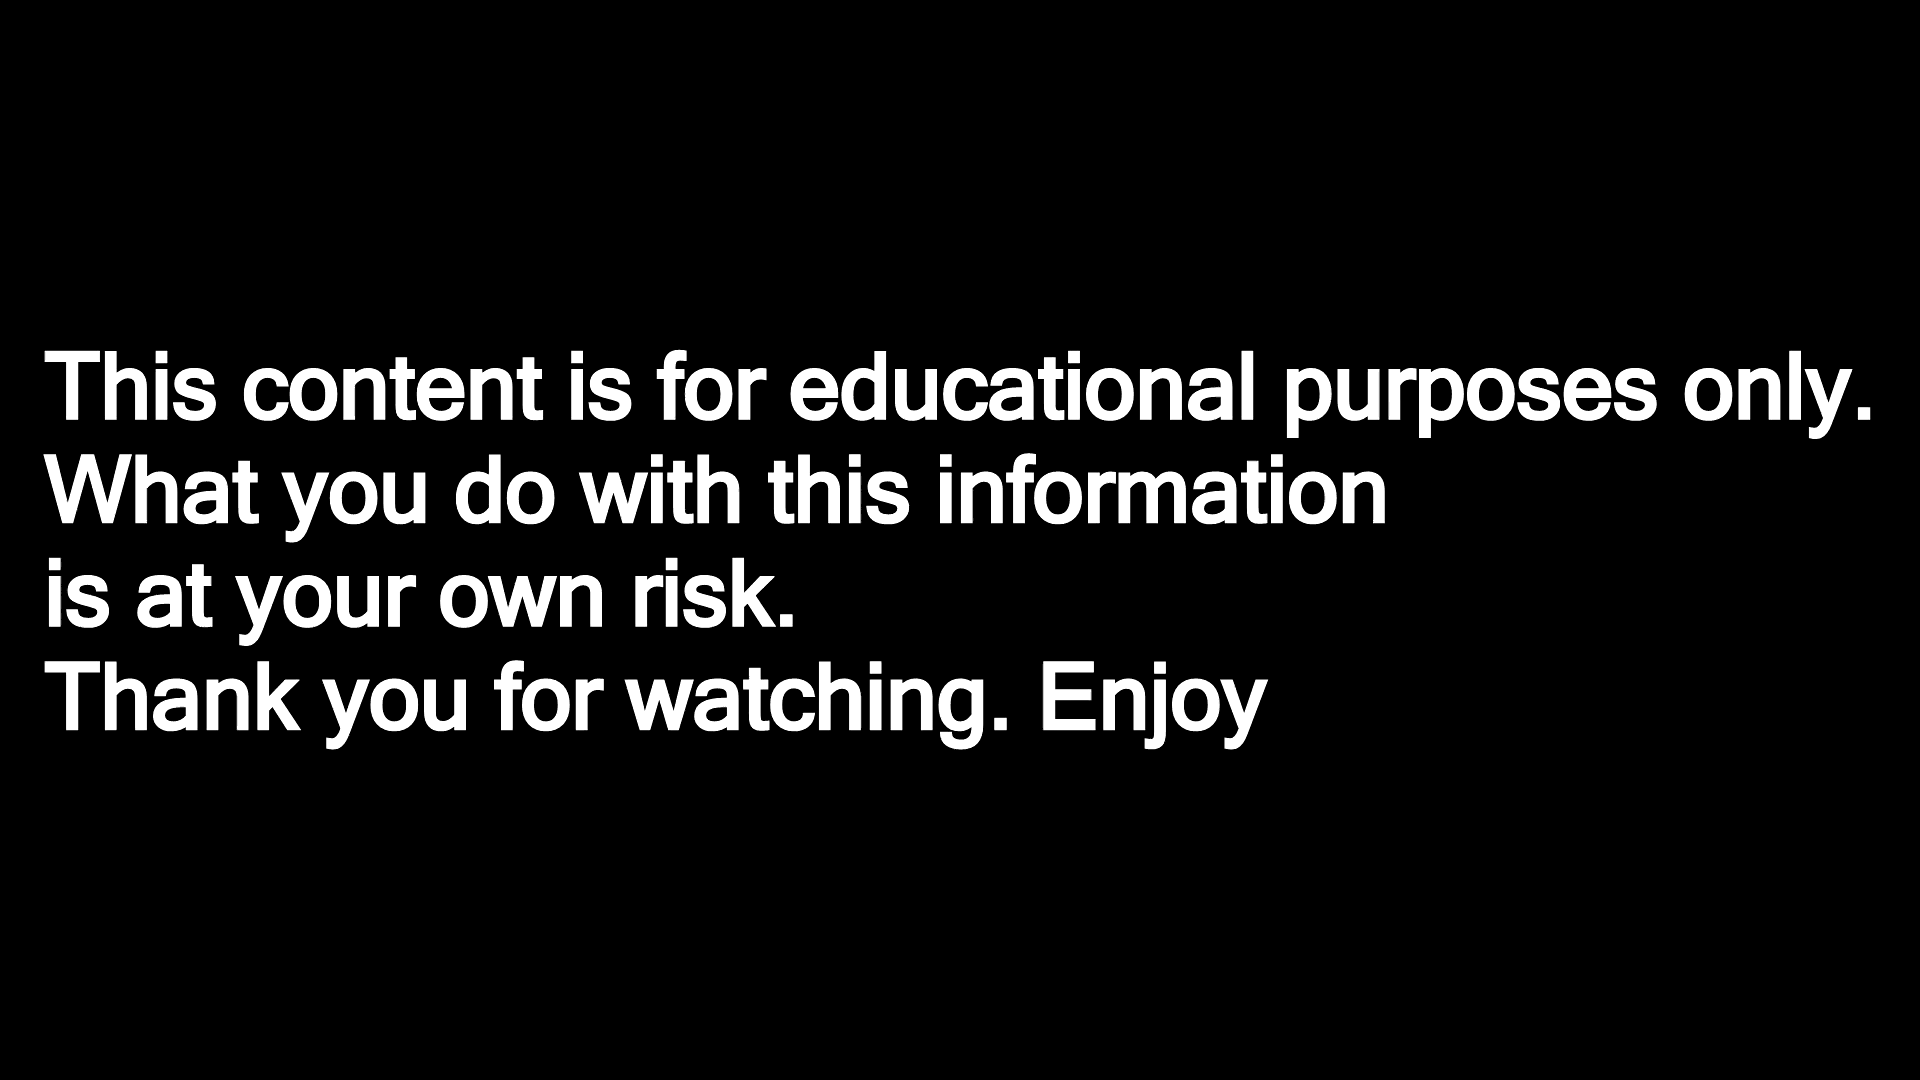 This content is for educational purposes only.
What you do with this information
is at your own risk.
Thank you for watching. Enjoy